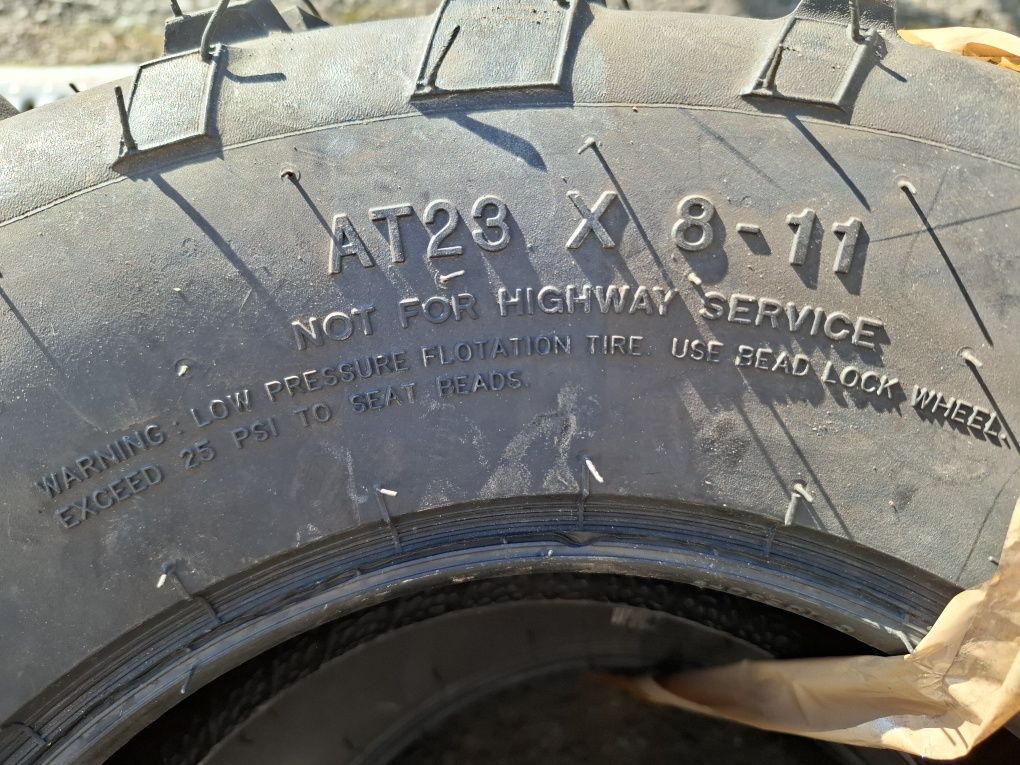 AT23 X 8-11
NOT FOR HIGHWAY SERVICE
WARNING : LOW PRESSURE FLOTATION TIRE. USE BEAD LOCK WHEEL.
EXCEED 25 PSI TO SEAT BEADS.